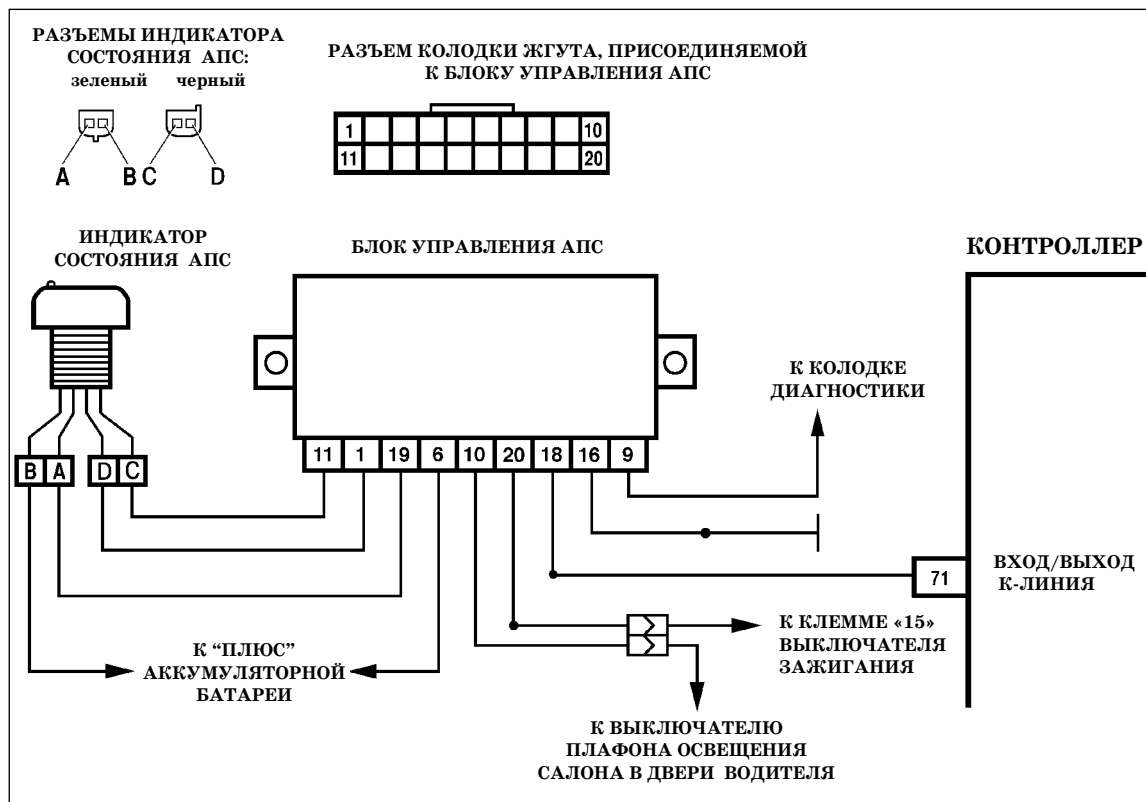 РАЗЪЕМЫ ИНДИКАТОРА
СОСТОЯНИЯ АПС:
зеленый черный
A B C D
РАЗЪЕМ КОЛОДКИ ЖГУТА, ПРИСОЕДИНЯЕМОЙ
К БЛОКУ УПРАВЛЕНИЯ АПС
1 10
11 20
ИНДИКАТОР
СОСТОЯНИЯ АПС
БЛОК УПРАВЛЕНИЯ АПС
КОНТРОЛЛЕР
К КОЛОДКЕ
ДИАГНОСТИКИ
B A D C
11 1 19 6 10 20 18 16 9
71
ВХОД/ВЫХОД
К-ЛИНИЯ
К КЛЕММЕ «15»
ВЫКЛЮЧАТЕЛЯ
ЗАЖИГАНИЯ
К “ПЛЮС”
АККУМУЛЯТОРНОЙ
БАТАРЕИ
К ВЫКЛЮЧАТЕЛЮ
ПЛАФОНА ОСВЕЩЕНИЯ
САЛОНА В ДВЕРИ ВОДИТЕЛЯ